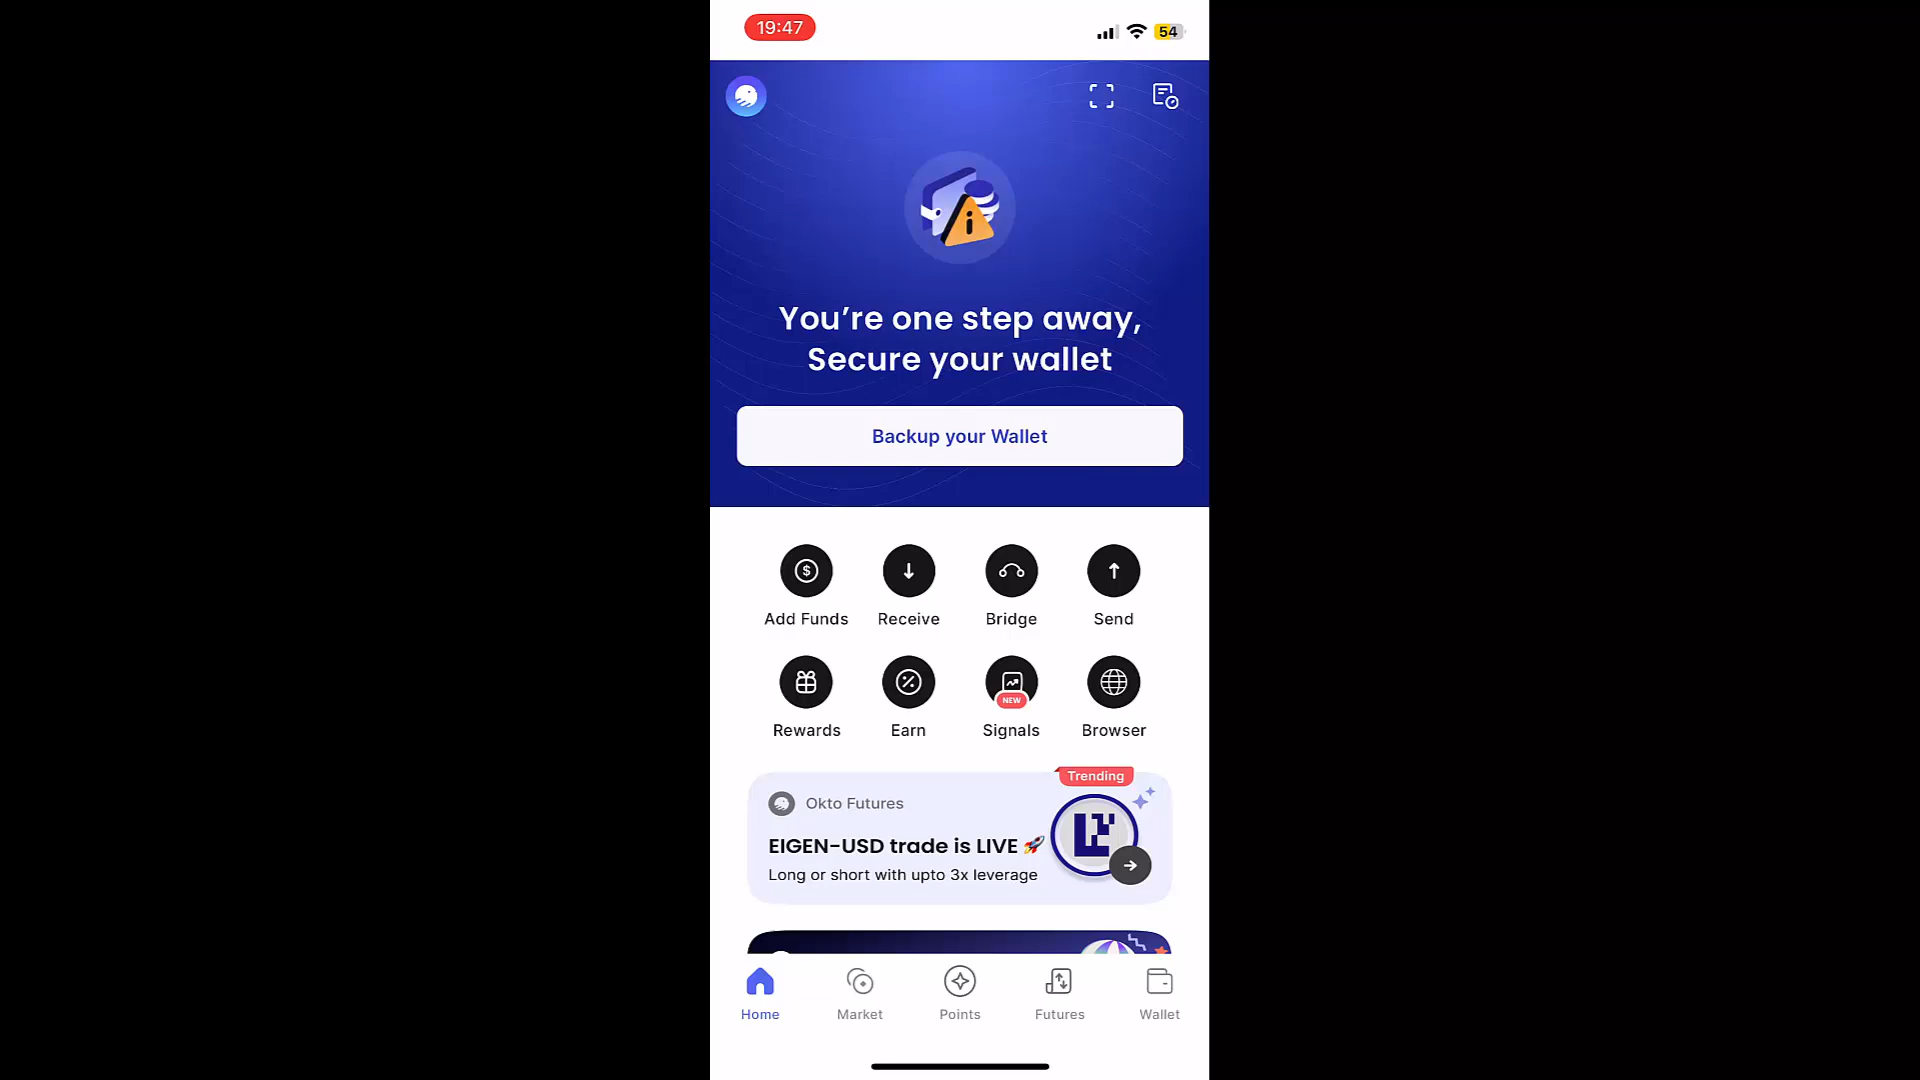 19:47
54
You're one step away,
Secure your wallet
Backup your Wallet
Add Funds
Receive
Bridge
Send
Rewards
Earn
NEW
Signals
Browser
Trending
Okto Futures
EIGEN-USD trade is LIVE 🚀
Long or short with upto 3x leverage
Home
Market
Points
Futures
Wallet